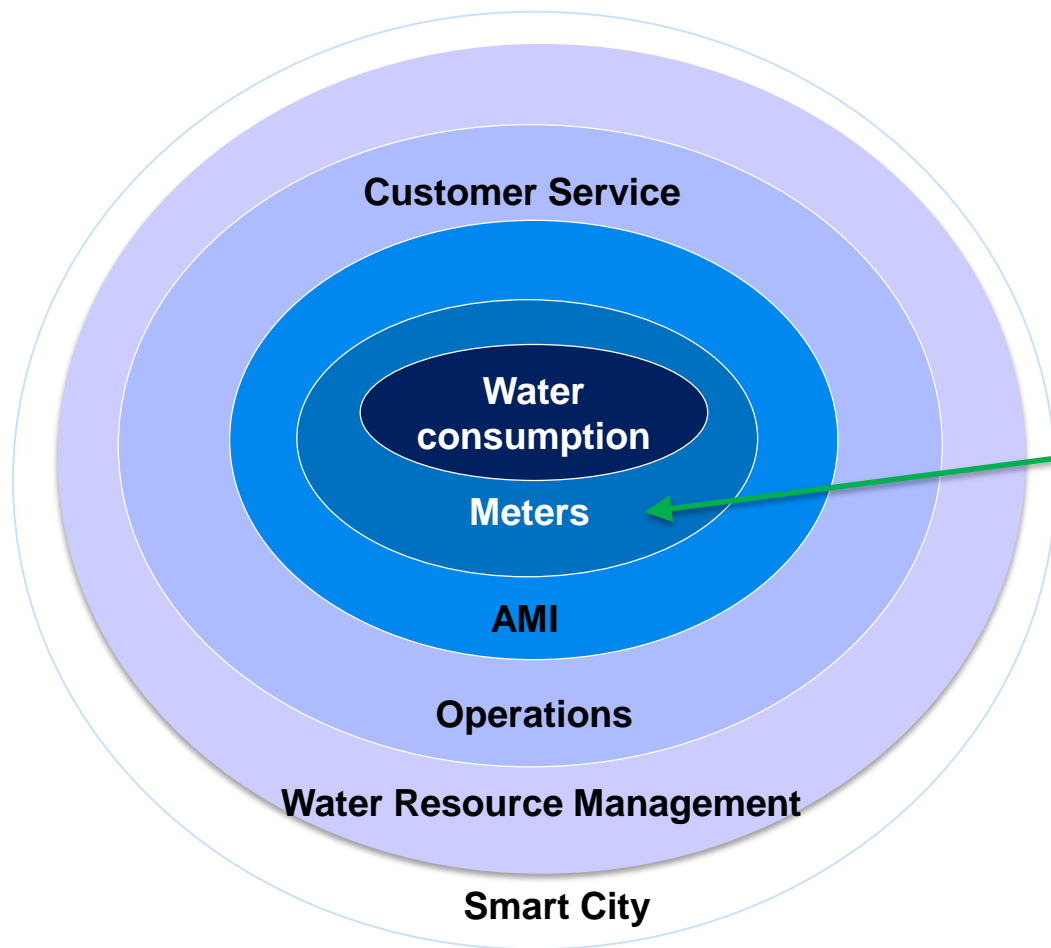 Customer Service
Water
consumption
Meters
AMI
Operations
Water Resource Management
Smart City